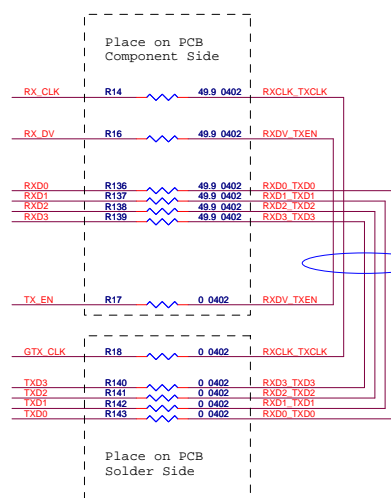 Place on PCB
Component Side
RX_CLK R14 49.9 0402 RXCLK_TXCLK
RX_DV R16 49.9 0402 RXDV_TXEN
RXD0 R136 49.9 0402 RXD0_TXD0
RXD1 R137 49.9 0402 RXD1_TXD1
RXD2 R138 49.9 0402 RXD2_TXD2
RXD3 R139 49.9 0402 RXD3_TXD3
TX_EN R17 0 0402 RXDV_TXEN
GTX_CLK R18 0 0402 RXCLK_TXCLK
TXD3 R140 0 0402 RXD3_TXD3
TXD2 R141 0 0402 RXD2_TXD2
TXD1 R142 0 0402 RXD1_TXD1
TXD0 R143 0 0402 RXD0_TXD0
Place on PCB
Solder Side